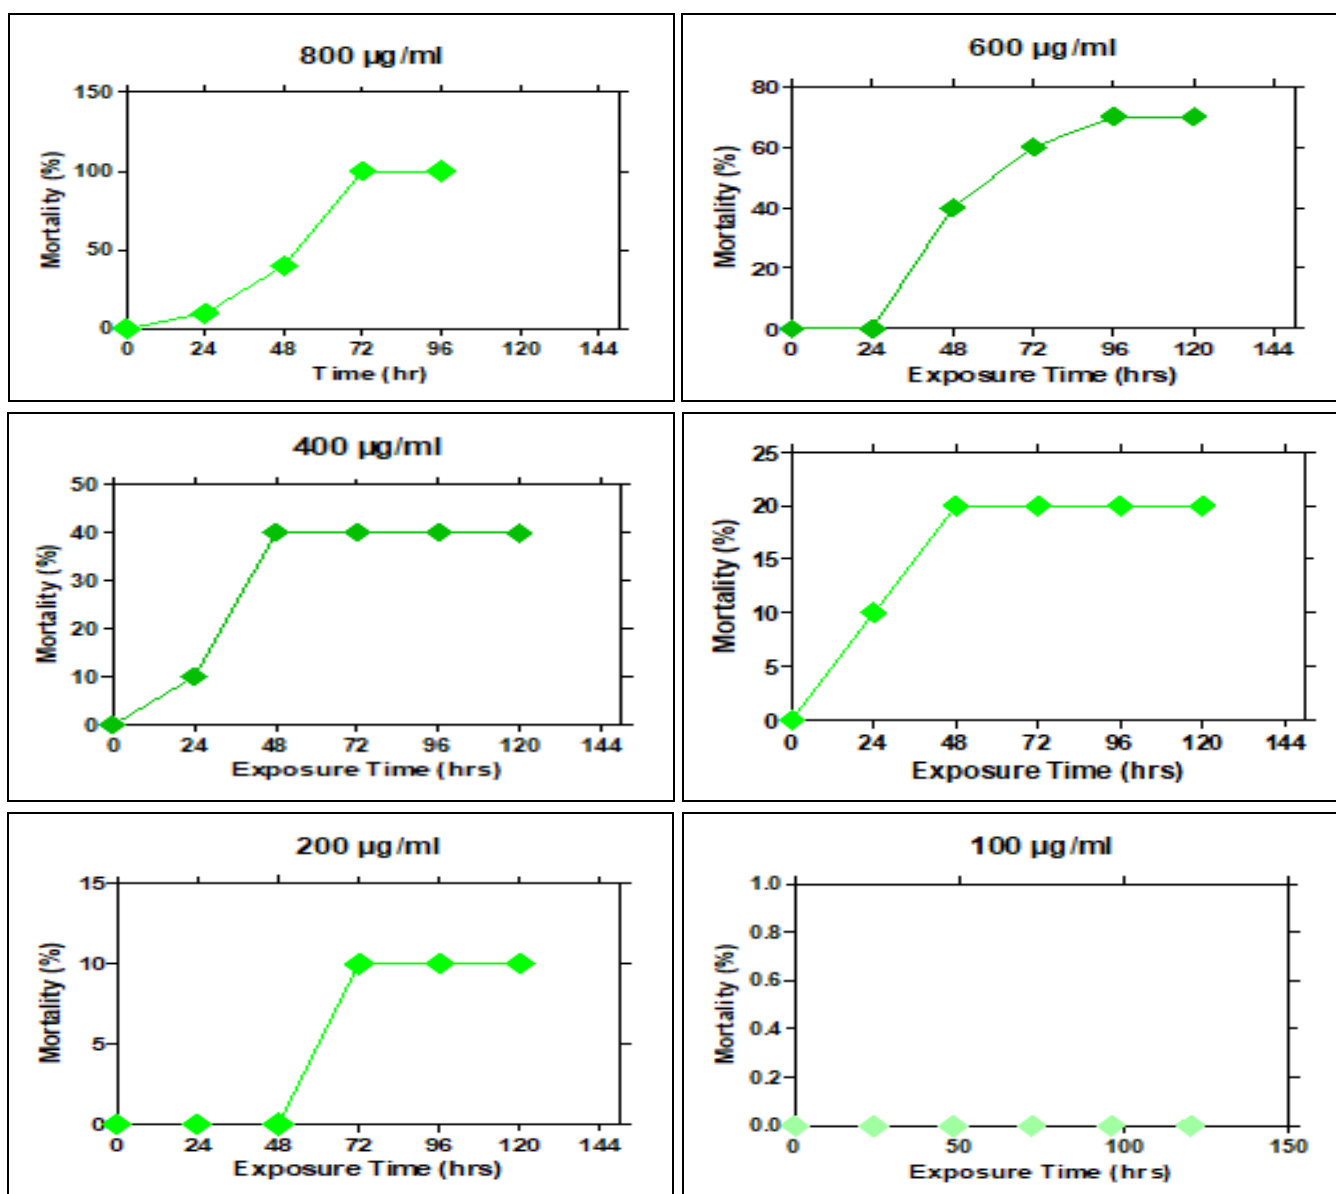 800 µg/ml
150
100
50
0
Mortality (%)
0 24 48 72 96 120 144
Time (hr)
600 µg/ml
80
60
40
20
0
Mortality (%)
0 24 48 72 96 120 144
Exposure Time (hrs)
400 µg/ml
50
40
30
20
10
0
Mortality (%)
0 24 48 72 96 120 144
Exposure Time (hrs)
25
20
15
10
5
0
Mortality (%)
0 24 48 72 96 120 144
Exposure Time (hrs)
200 µg/ml
15
10
5
0
Mortality (%)
0 24 48 72 96 120 144
Exposure Time (hrs)
100 µg/ml
1.0
0.8
0.6
0.4
0.2
0.0
Mortality (%)
0 50 100 150
Exposure Time (hrs)